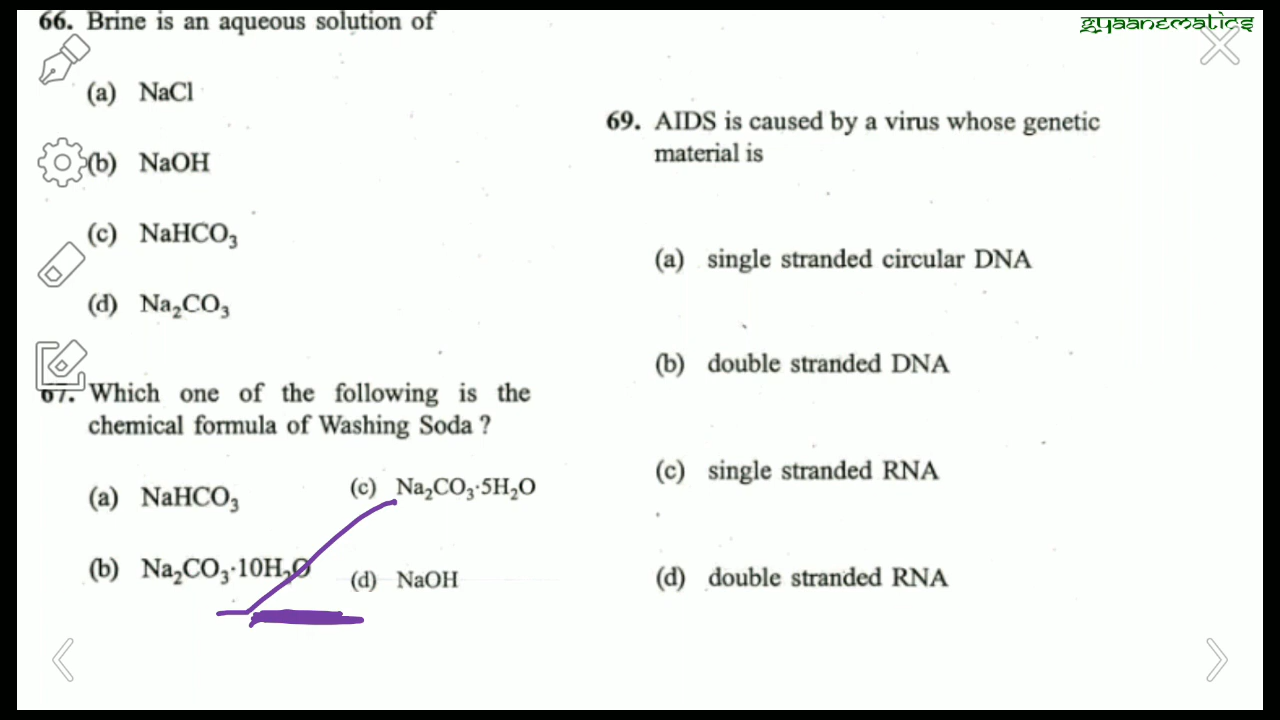 gyaanematics
66. Brine is an aqueous solution of
(a) NaCl
(b) NaOH
(c) NaHCO₃
(d) Na₂CO₃
67. Which one of the following is the
chemical formula of Washing Soda ?
(a) NaHCO₃
(b) Na₂CO₃·10H₂O
(c) Na₂CO₃·5H₂O
(d) NaOH
69. AIDS is caused by a virus whose genetic
material is
(a) single stranded circular DNA
(b) double stranded DNA
(c) single stranded RNA
(d) double stranded RNA